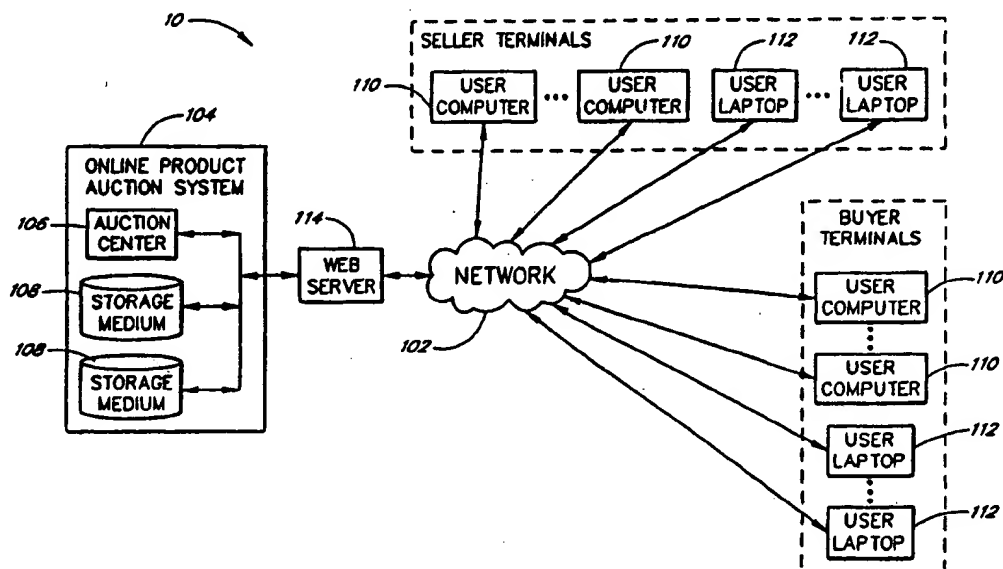 10
SELLER TERMINALS
110
112
112
110
USER
COMPUTER
USER
COMPUTER
USER
LAPTOP
USER
LAPTOP
104
ONLINE PRODUCT
AUCTION SYSTEM
106
AUCTION
CENTER
108
STORAGE
MEDIUM
108
STORAGE
MEDIUM
114
WEB
SERVER
NETWORK
102
BUYER
TERMINALS
USER
COMPUTER
110
USER
COMPUTER
110
USER
LAPTOP
112
USER
LAPTOP
112